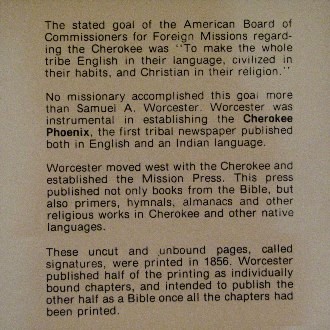 The stated goal of the American Board of
Commissioners for Foreign Missions regard-
ing the Cherokee was "To make the whole
tribe English in their language, civilized in
their habits, and Christian in their religion."
No missionary accomplished this goal more
than Samuel A. Worcester. Worcester was
instrumental in establishing the Cherokee
Phoenix, the first tribal newspaper published
both in English and an Indian language.
Worcester moved west with the Cherokee and
established the Mission Press. This press
published not only books from the Bible, but
also primers, hymnals, almanacs and other
religious works in Cherokee and other native
languages.
These uncut and unbound pages, called
signatures, were printed in 1856. Worcester
published half of the printing as individually
bound chapters, and intended to publish the
other half as a Bible once all the chapters had
been printed.